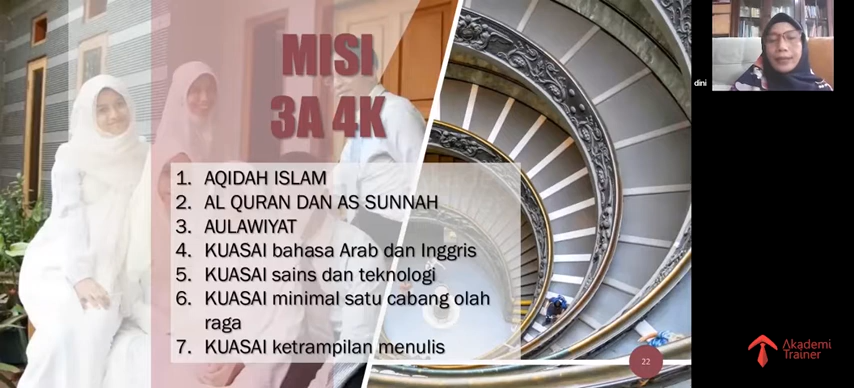 MISI
3A 4K
1. AQIDAH ISLAM
2. AL QURAN DAN AS SUNNAH
3. AULAWIYAT
4. KUASAI bahasa Arab dan Inggris
5. KUASAI sains dan teknologi
6. KUASAI minimal satu cabang olah
raga
7. KUASAI ketrampilan menulis
22
dini
Akademi
Trainer